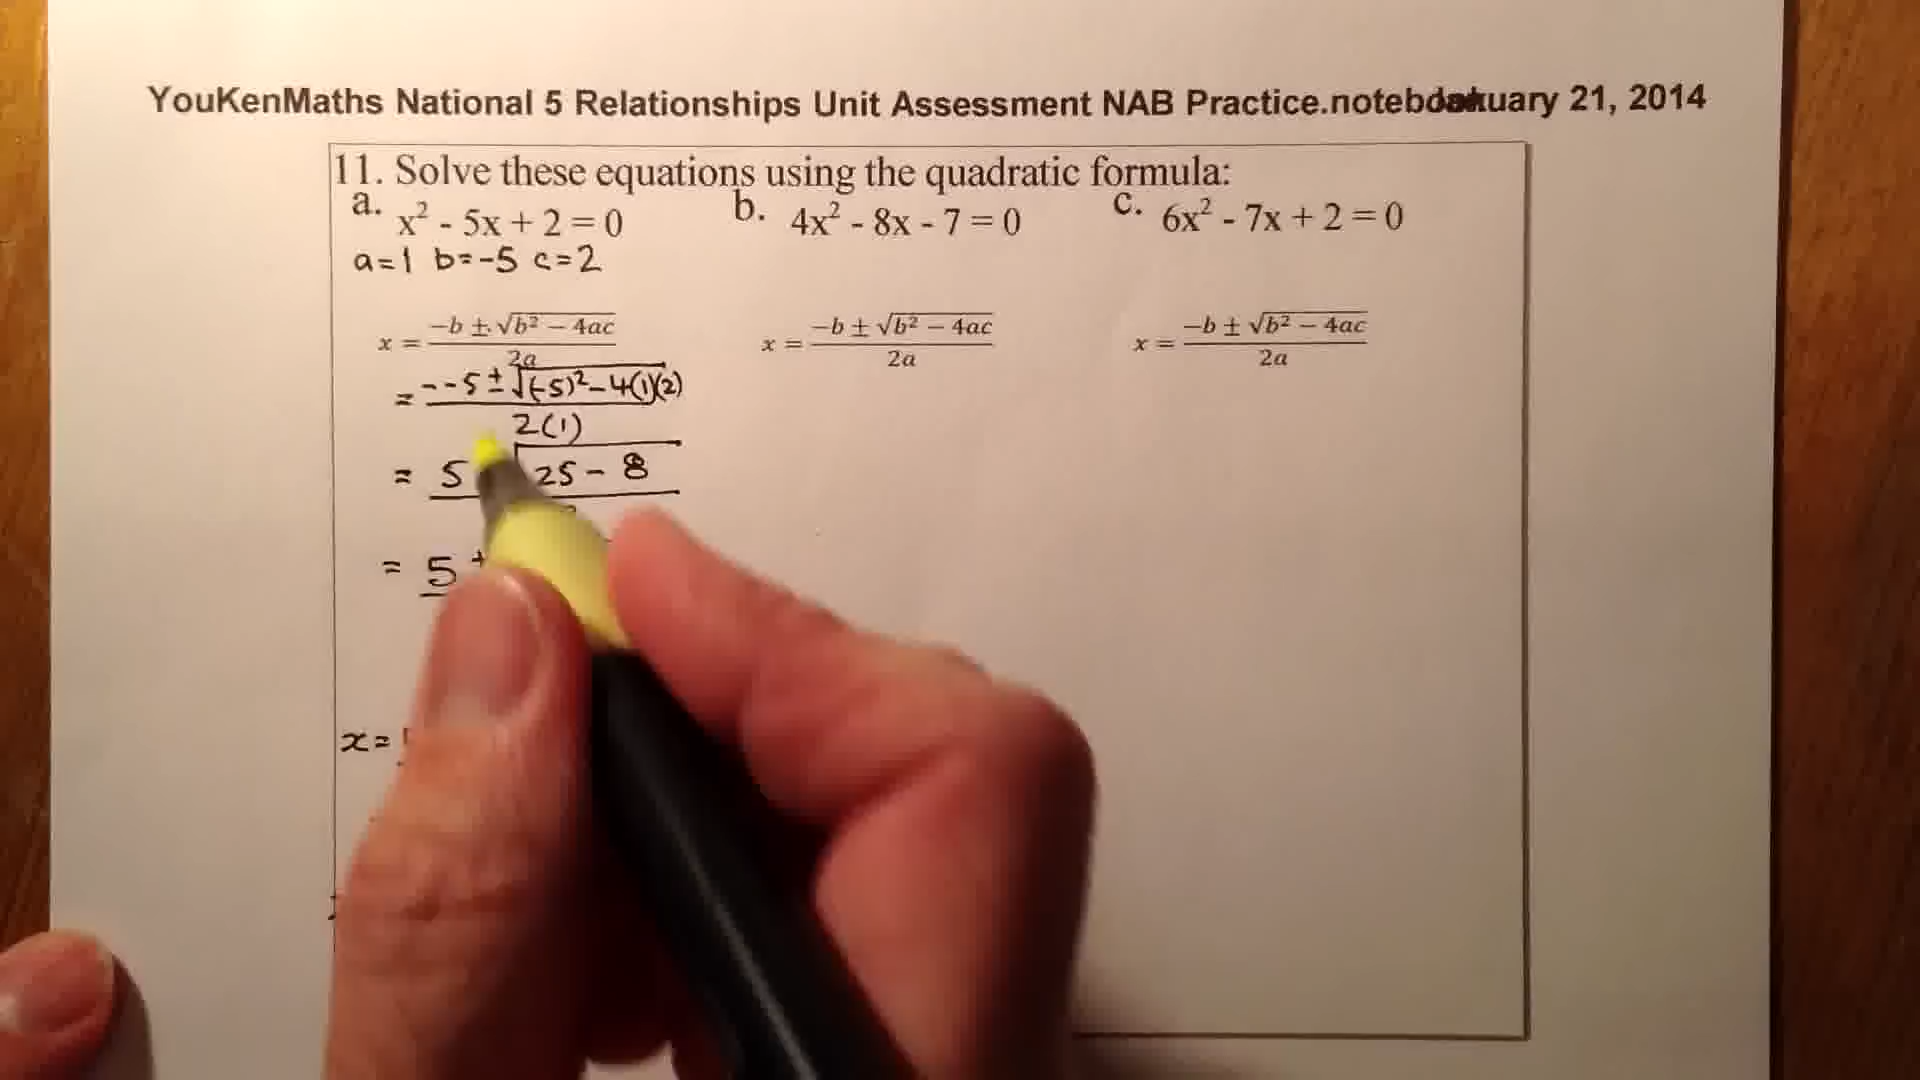 YouKenMaths National 5 Relationships Unit Assessment NAB Practice.notebook January 21, 2014
11. Solve these equations using the quadratic formula:
a. x² - 5x + 2 = 0
b. 4x² - 8x - 7 = 0
c. 6x² - 7x + 2 = 0
a=1 b=-5 c=2
x = (-b ± √(b² - 4ac)) / 2a
x = (-b ± √(b² - 4ac)) / 2a
x = (-b ± √(b² - 4ac)) / 2a
= (--5 ± √((-5)² - 4(1)(2))) / 2(1)
= 5 √ 25 - 8
= 5 ±
x =